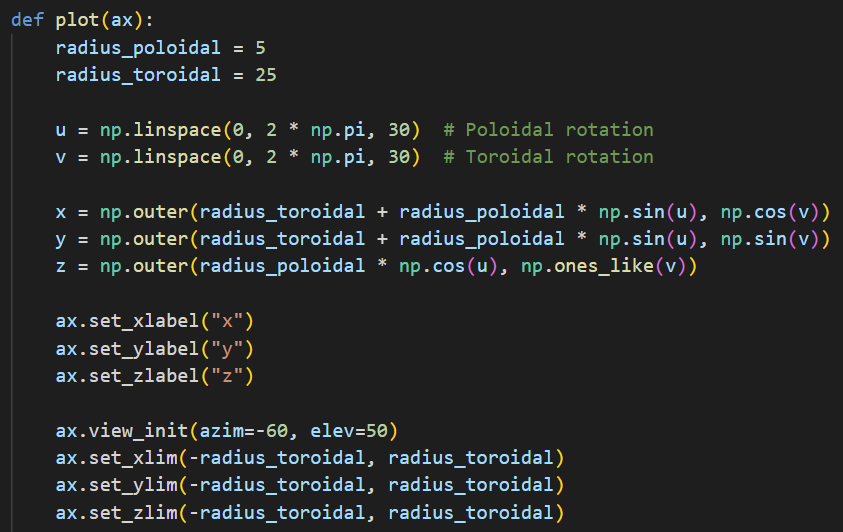 def plot(ax):
    radius_poloidal = 5
    radius_toroidal = 25

    u = np.linspace(0, 2 * np.pi, 30)  # Poloidal rotation
    v = np.linspace(0, 2 * np.pi, 30)  # Toroidal rotation

    x = np.outer(radius_toroidal + radius_poloidal * np.sin(u), np.cos(v))
    y = np.outer(radius_toroidal + radius_poloidal * np.sin(u), np.sin(v))
    z = np.outer(radius_poloidal * np.cos(u), np.ones_like(v))

    ax.set_xlabel("x")
    ax.set_ylabel("y")
    ax.set_zlabel("z")

    ax.view_init(azim=-60, elev=50)
    ax.set_xlim(-radius_toroidal, radius_toroidal)
    ax.set_ylim(-radius_toroidal, radius_toroidal)
    ax.set_zlim(-radius_toroidal, radius_toroidal)